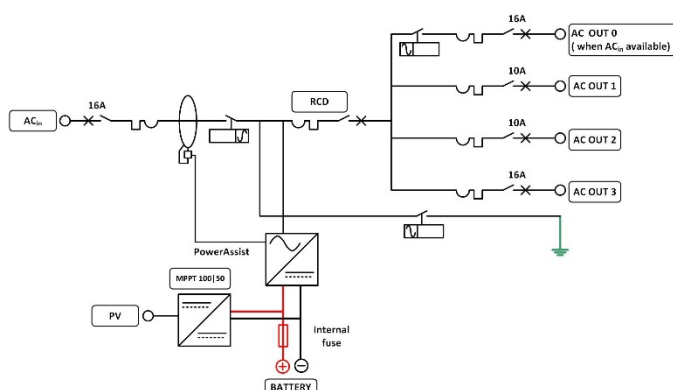 16A
AC OUT 0
( when ACin available)
10A
AC OUT 1
RCD
16A
ACin
10A
AC OUT 2
16A
AC OUT 3
PowerAssist
MPPT 100|50
PV
Internal
fuse
BATTERY